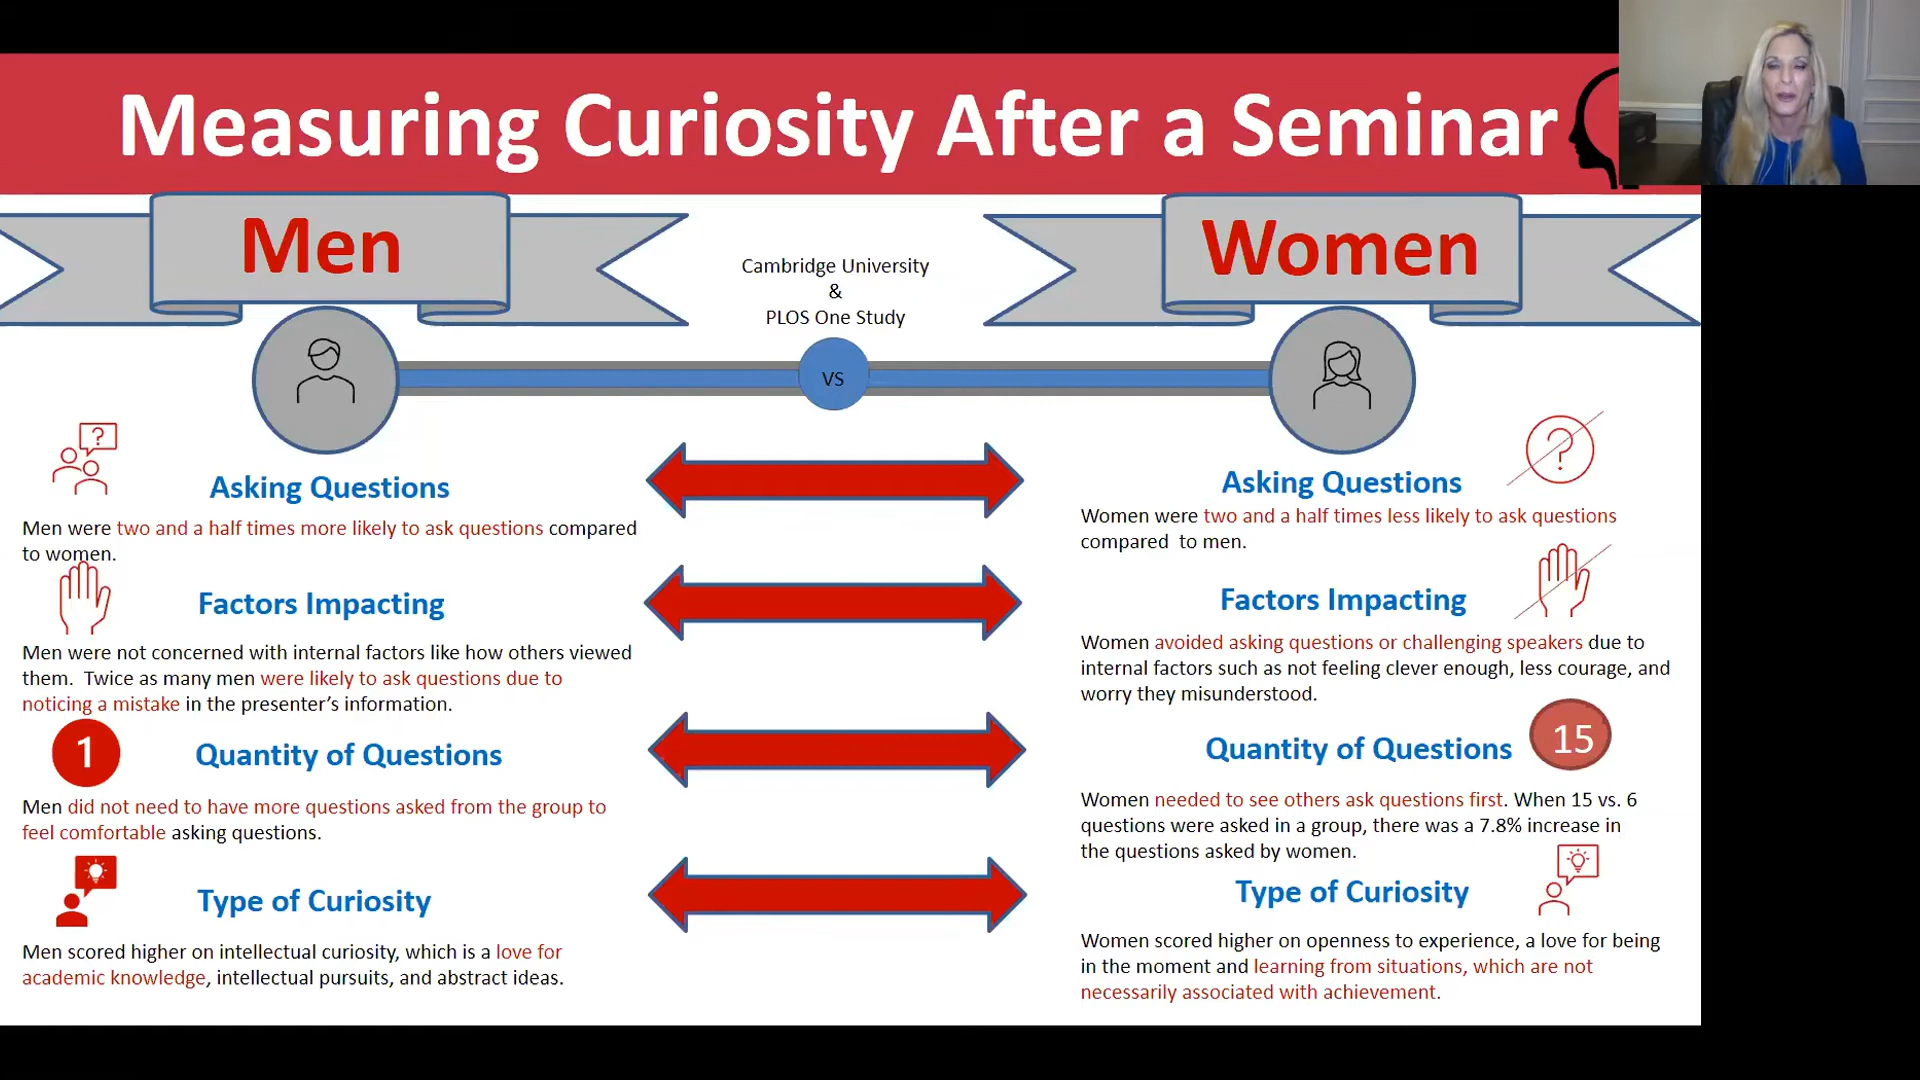 Measuring Curiosity After a Seminar
Men
Women
Cambridge University
&
PLOS One Study
VS
?
Asking Questions
Men were two and a half times more likely to ask questions compared
to women.
Factors Impacting
Men were not concerned with internal factors like how others viewed
them.  Twice as many men were likely to ask questions due to
noticing a mistake in the presenter’s information.
1
Quantity of Questions
Men did not need to have more questions asked from the group to
feel comfortable asking questions.
Type of Curiosity
Men scored higher on intellectual curiosity, which is a love for
academic knowledge, intellectual pursuits, and abstract ideas.
?
Asking Questions
Women were two and a half times less likely to ask questions
compared  to men.
Factors Impacting
Women avoided asking questions or challenging speakers due to
internal factors such as not feeling clever enough, less courage, and
worry they misunderstood.
Quantity of Questions
15
Women needed to see others ask questions first. When 15 vs. 6
questions were asked in a group, there was a 7.8% increase in
the questions asked by women.
Type of Curiosity
Women scored higher on openness to experience, a love for being
in the moment and learning from situations, which are not
necessarily associated with achievement.